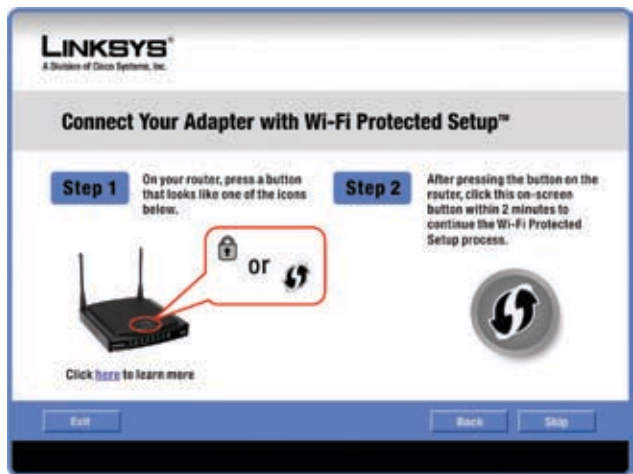 LINKSYS®
A Division of Cisco Systems, Inc.
Connect Your Adapter with Wi-Fi Protected Setup™
Step 1
On your router, press a button
that looks like one of the icons
below.
or
Click here to learn more
Step 2
After pressing the button on the
router, click this on-screen
button within 2 minutes to
continue the Wi-Fi Protected
Setup process.
Exit
Back
Skip